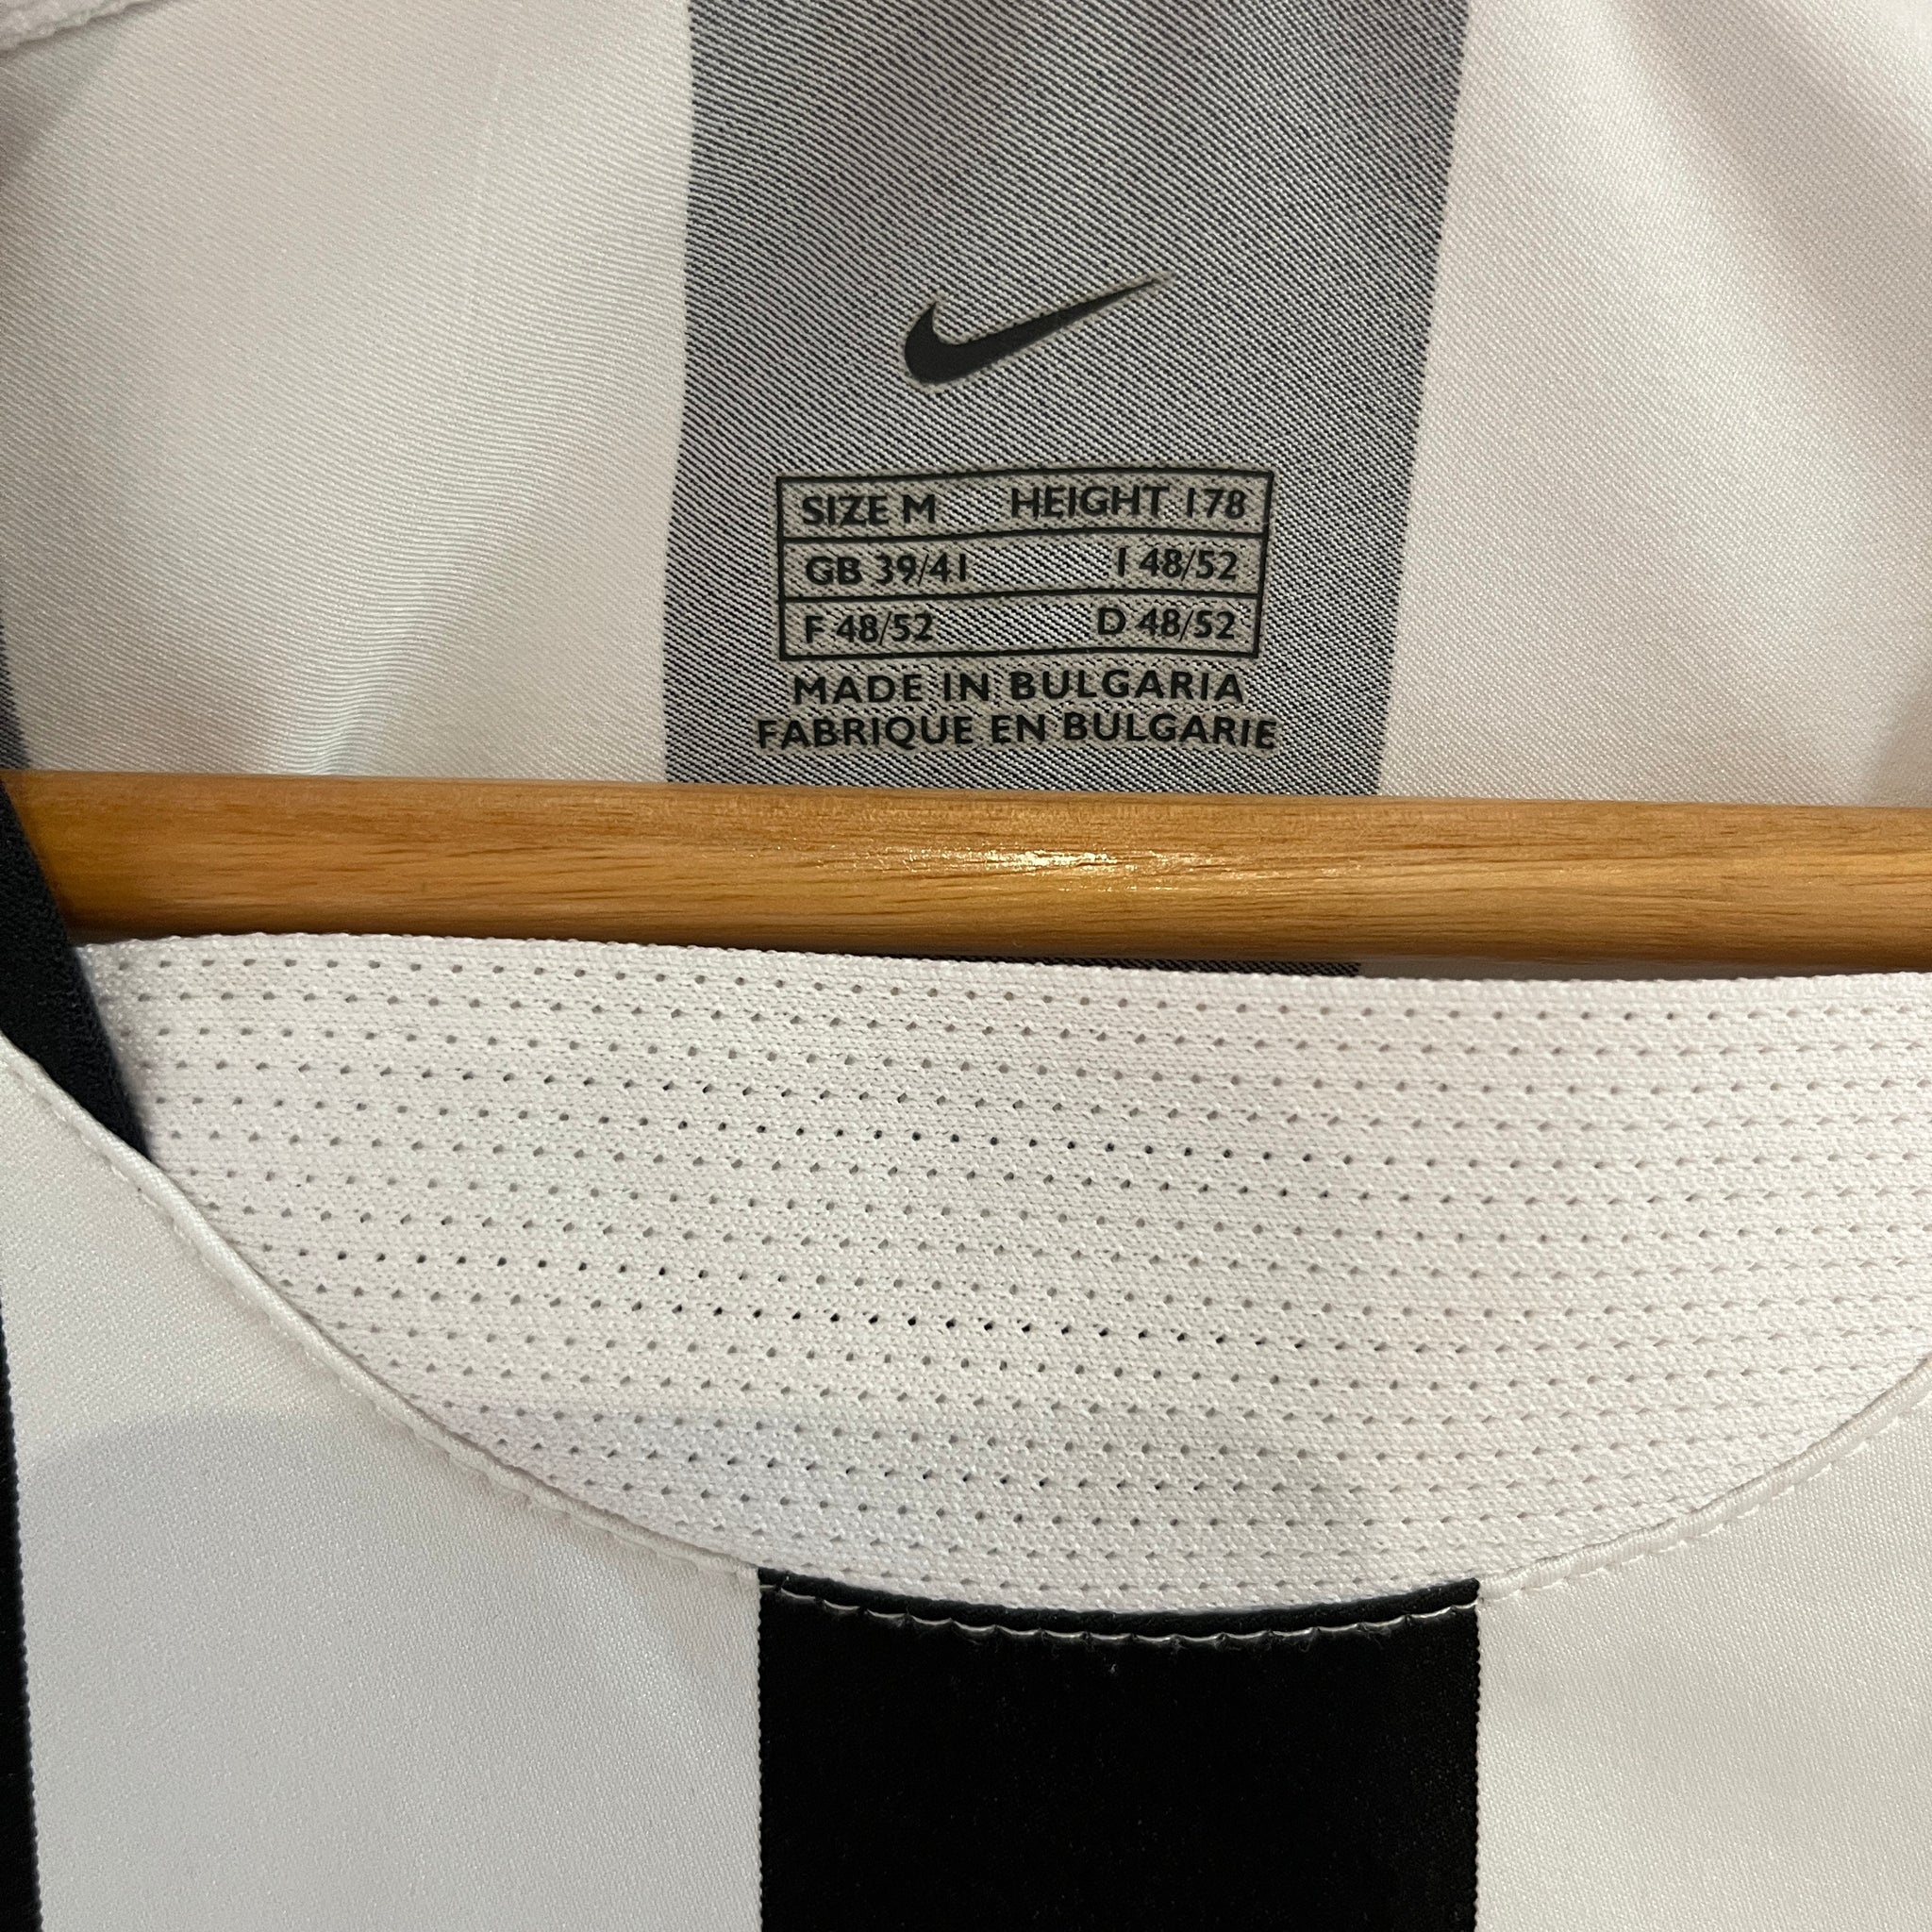 SIZE M HEIGHT 178
GB 39/41 I 48/52
F 48/52 D 48/52
MADE IN BULGARIA
FABRIQUE EN BULGARIE